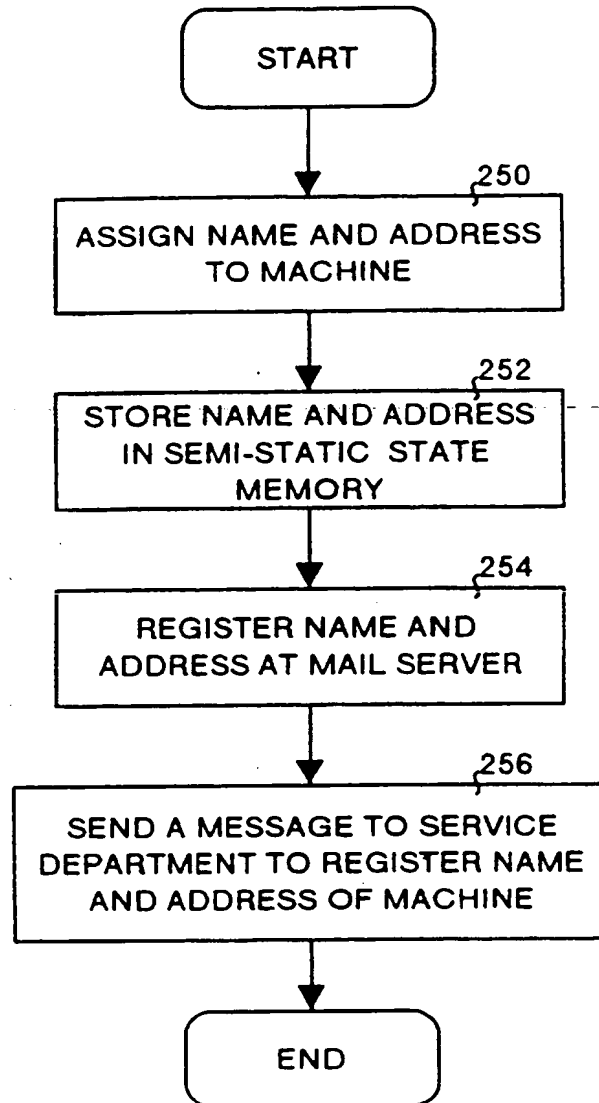 START
250
ASSIGN NAME AND ADDRESS
TO MACHINE
252
STORE NAME AND ADDRESS
IN SEMI-STATIC STATE
MEMORY
254
REGISTER NAME AND
ADDRESS AT MAIL SERVER
256
SEND A MESSAGE TO SERVICE
DEPARTMENT TO REGISTER NAME
AND ADDRESS OF MACHINE
END